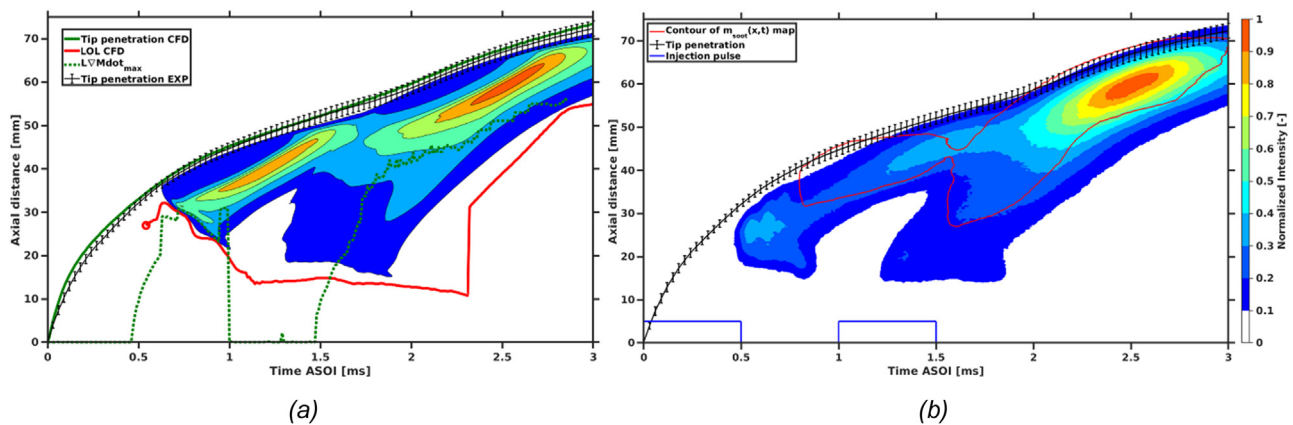 Tip penetration CFD
LOL CFD
L∇Mdot_max
Tip penetration EXP
Axial distance [mm]
70
60
50
40
30
20
10
0
0
0.5
1
1.5
2
2.5
3
Time ASOI [ms]
(a)
Contour of m_soot(x,t) map
Tip penetration
Injection pulse
Axial distance [mm]
70
60
50
40
30
20
10
0
0
0.5
1
1.5
2
2.5
3
Time ASOI [ms]
1
0.9
0.8
0.7
0.6
0.5
0.4
0.3
0.2
0.1
0
Normalized Intensity [-]
(b)